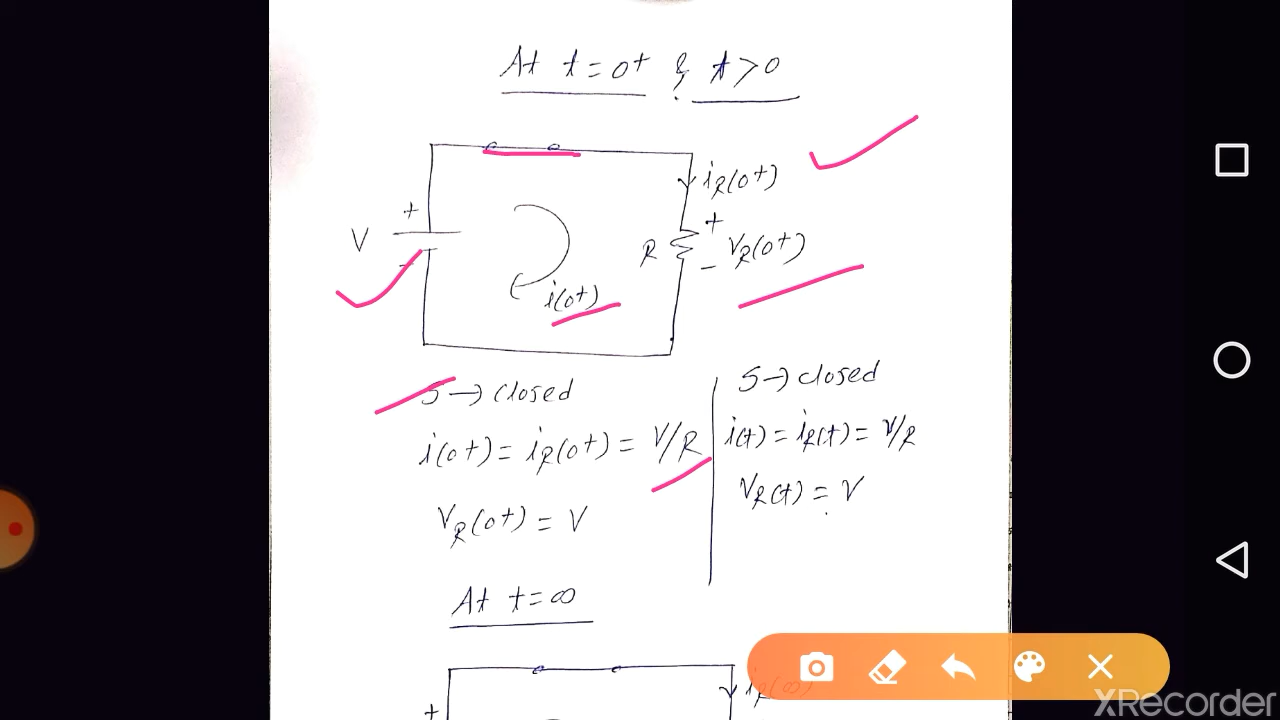 At t=0+ & t>0
iR(0+)
+
+
V
R
VR(0+)
-
-
i(0+)
S→ closed
i(0+) = iR(0+) = V/R
VR(0+) = V
S→ closed
i(t) = iR(t) = V/R
VR(t) = V
At t=∞
iR(∞)
+
XRecorder